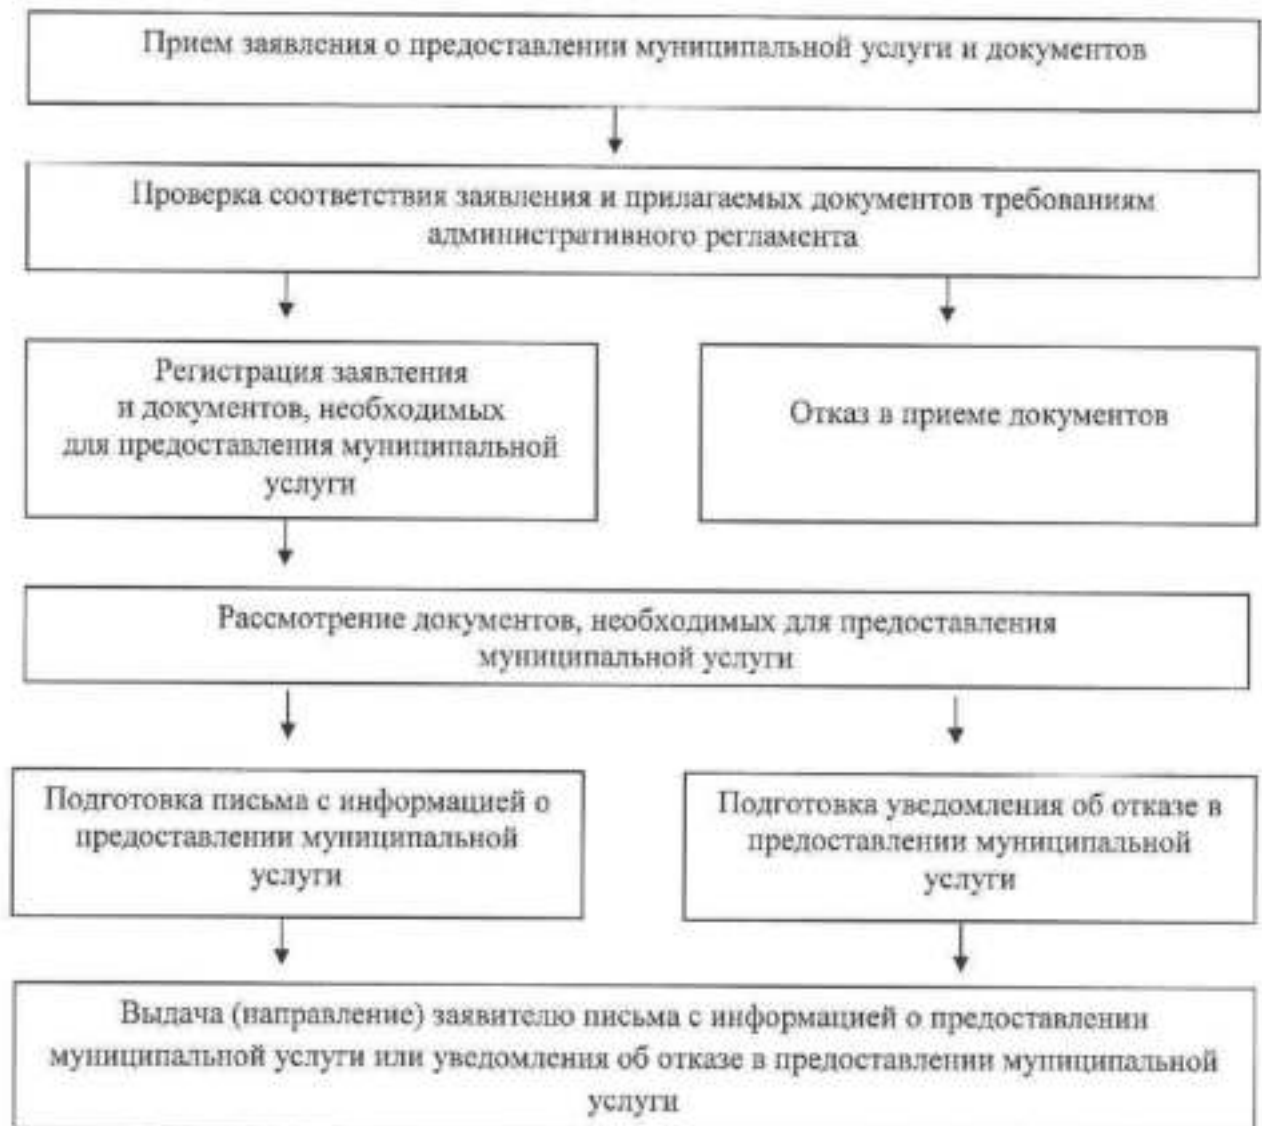 Прием заявления о предоставлении муниципальной услуги и документов
Проверка соответствия заявления и прилагаемых документов требованиям
административного регламента
Регистрация заявления
и документов, необходимых
для предоставления муниципальной
услуги
Отказ в приеме документов
Рассмотрение документов, необходимых для предоставления
муниципальной услуги
Подготовка письма с информацией о
предоставлении муниципальной
услуги
Подготовка уведомления об отказе в
предоставлении муниципальной
услуги
Выдача (направление) заявителю письма с информацией о предоставлении
муниципальной услуги или уведомления об отказе в предоставлении муниципальной
услуги